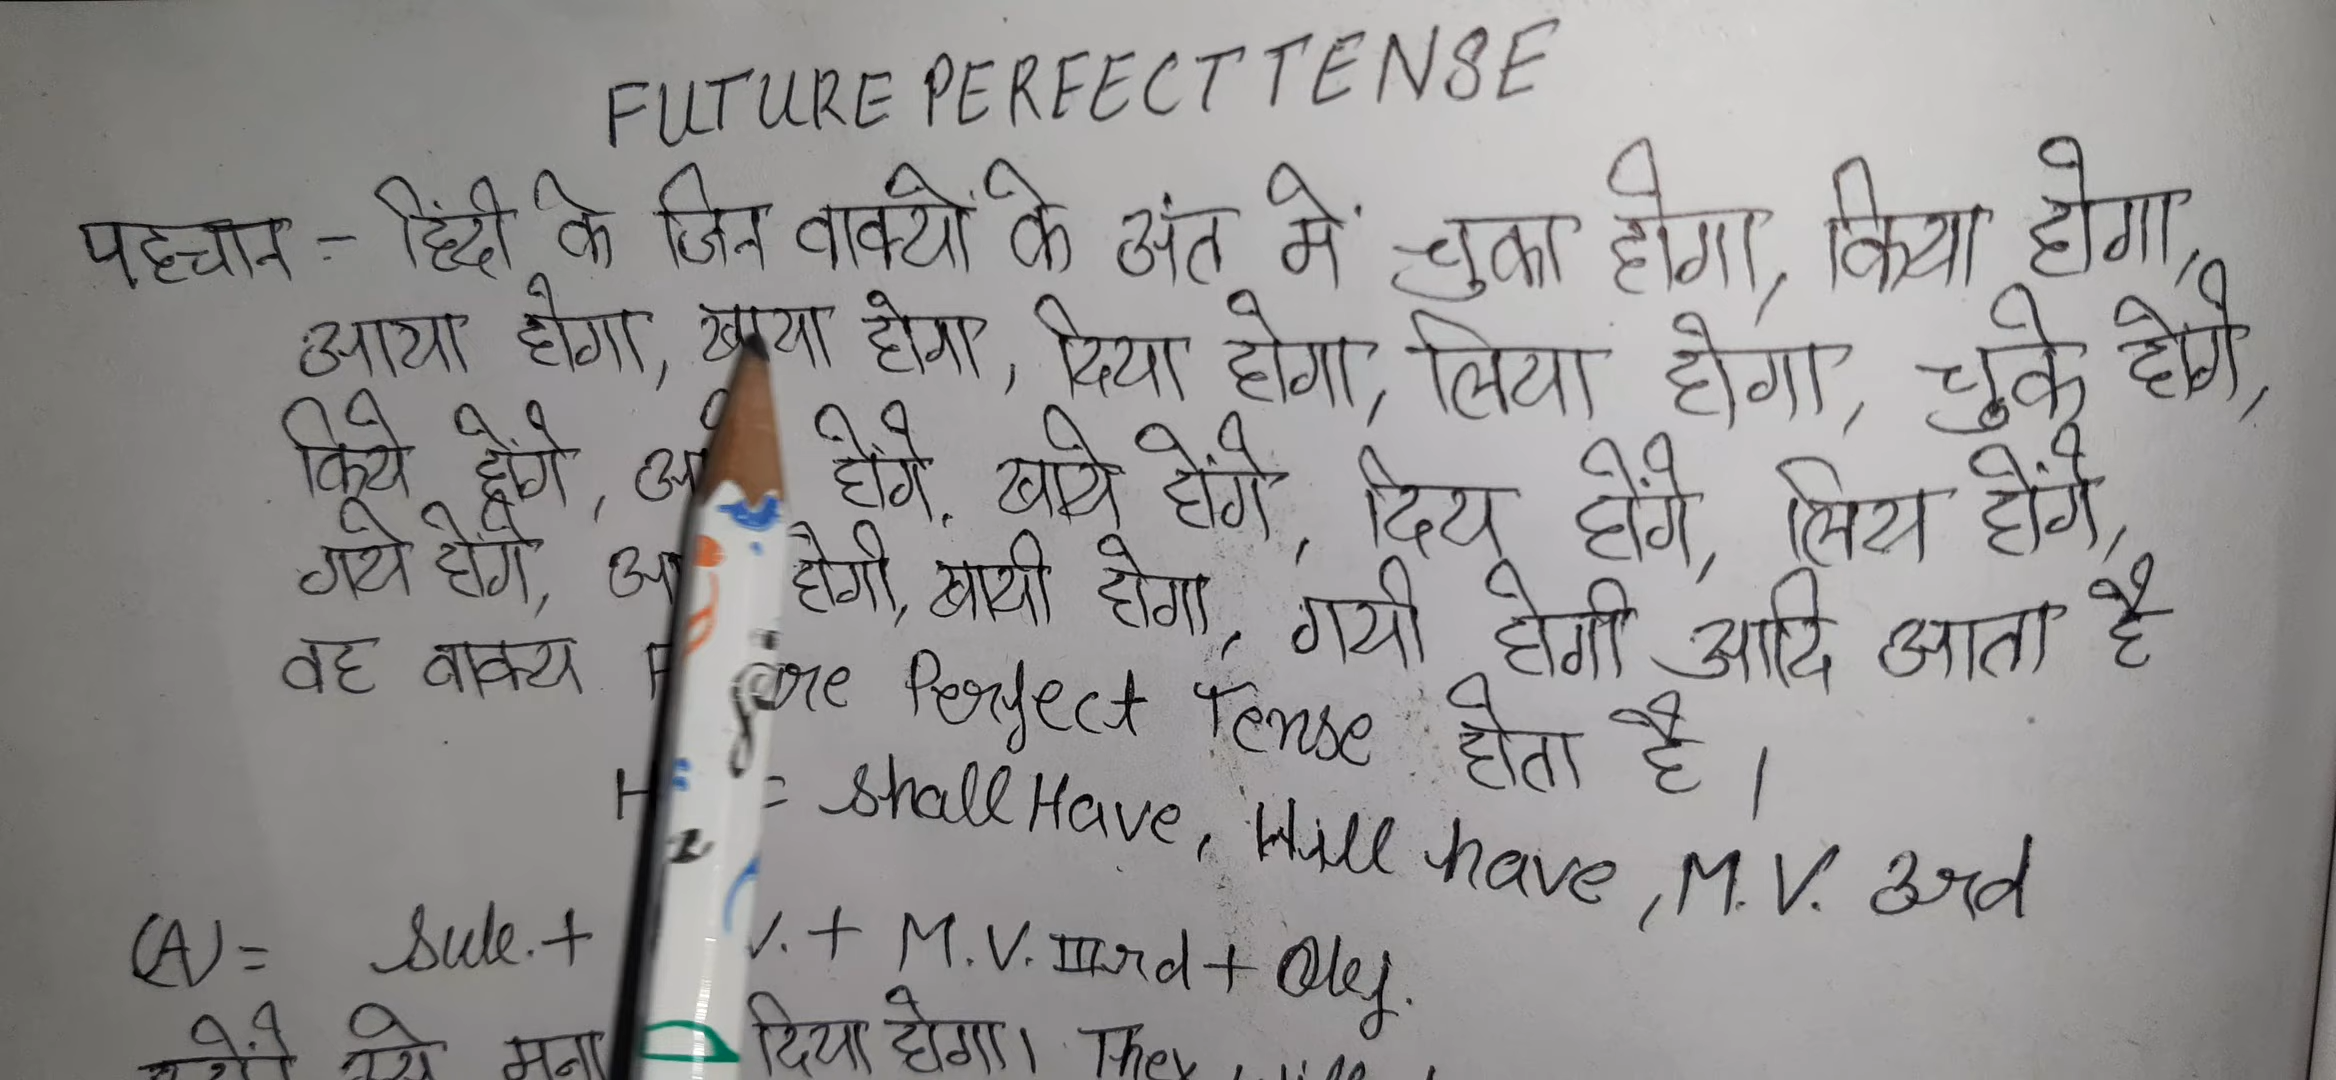 FUTURE PERFECT TENSE
पहचान - हिंदी के जिन वाक्यों के अंत में चुका होगा, किया होगा,
आया होगा, खाया होगा, दिया होगा, लिया होगा, चुके होगे,
किये होंगे, होंगे, खाये होंगे, दिय होंगे, लिय होंगे,
गये होंगे, होगी, खायी होगा, गयी होगी आदि आता है
वह वाक्य Perfect Tense होता है।
= Shall Have, Will have, M.V. 3rd
(A) = Sub. + V. + M.V. IIIrd + Obj.
दिया होगा। They